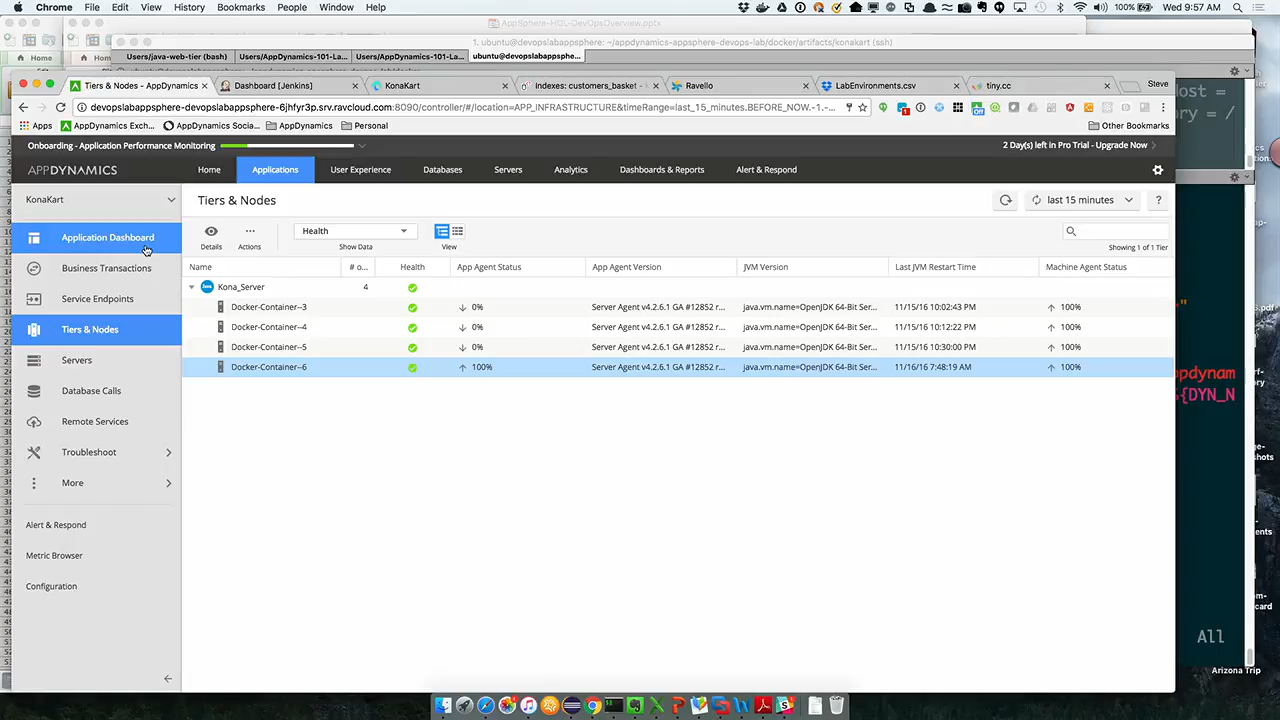 Chrome File Edit View History Bookmarks People Window Help 100% Wed 9:57 AM
AppSphere-HOL-DevOpsOverview.pptx
1. ubuntu@devopslabappsphere: ~/appdynamics-appsphere-devops-lab/docker/artifacts/konakart (ssh)
Home Home Users/java-web-tier (bash) Users/AppDynamics-101-La... Users/AppDynamics-101-La... ubuntu@devopslabappsphe...
Tiers & Nodes - AppDynamics Dashboard [Jenkins] KonaKart Indexes: customers_basket - Ravello LabEnvironments.csv tiny.cc Steve
devopslabappsphere-devopslabappsphere-6jhfyr3p.srv.ravcloud.com:8090/controller/#/location=APP_INFRASTRUCTURE&timeRange=last_15_minutes.BEFORE_NOW.-1.-...
Apps AppDynamics Exch... AppDynamics Socia... AppDynamics Personal Other Bookmarks
Onboarding - Application Performance Monitoring 2 Day(s) left in Pro Trial - Upgrade Now
APPDYNAMICS Home Applications User Experience Databases Servers Analytics Dashboards & Reports Alert & Respond
KonaKart
Tiers & Nodes last 15 minutes ?
Application Dashboard
Business Transactions
Service Endpoints
Tiers & Nodes
Servers
Database Calls
Remote Services
Troubleshoot
More
Alert & Respond
Metric Browser
Configuration
Health
Details Actions Show Data View Showing 1 of 1 Tier
Name # o... Health App Agent Status App Agent Version JVM Version Last JVM Restart Time Machine Agent Status
Kona_Server 4
Docker-Container--3 0% Server Agent v4.2.6.1 GA #12852 r... java.vm.name=OpenJDK 64-Bit Ser... 11/15/16 10:02:43 PM 100%
Docker-Container--4 0% Server Agent v4.2.6.1 GA #12852 r... java.vm.name=OpenJDK 64-Bit Ser... 11/15/16 10:12:22 PM 100%
Docker-Container--5 0% Server Agent v4.2.6.1 GA #12852 r... java.vm.name=OpenJDK 64-Bit Ser... 11/15/16 10:30:00 PM 100%
Docker-Container--6 100% Server Agent v4.2.6.1 GA #12852 r... java.vm.name=OpenJDK 64-Bit Ser... 11/16/16 7:48:19 AM 100%
ost =
ry = /
ppdynam
%{DYN_N
All
Arizona Trip